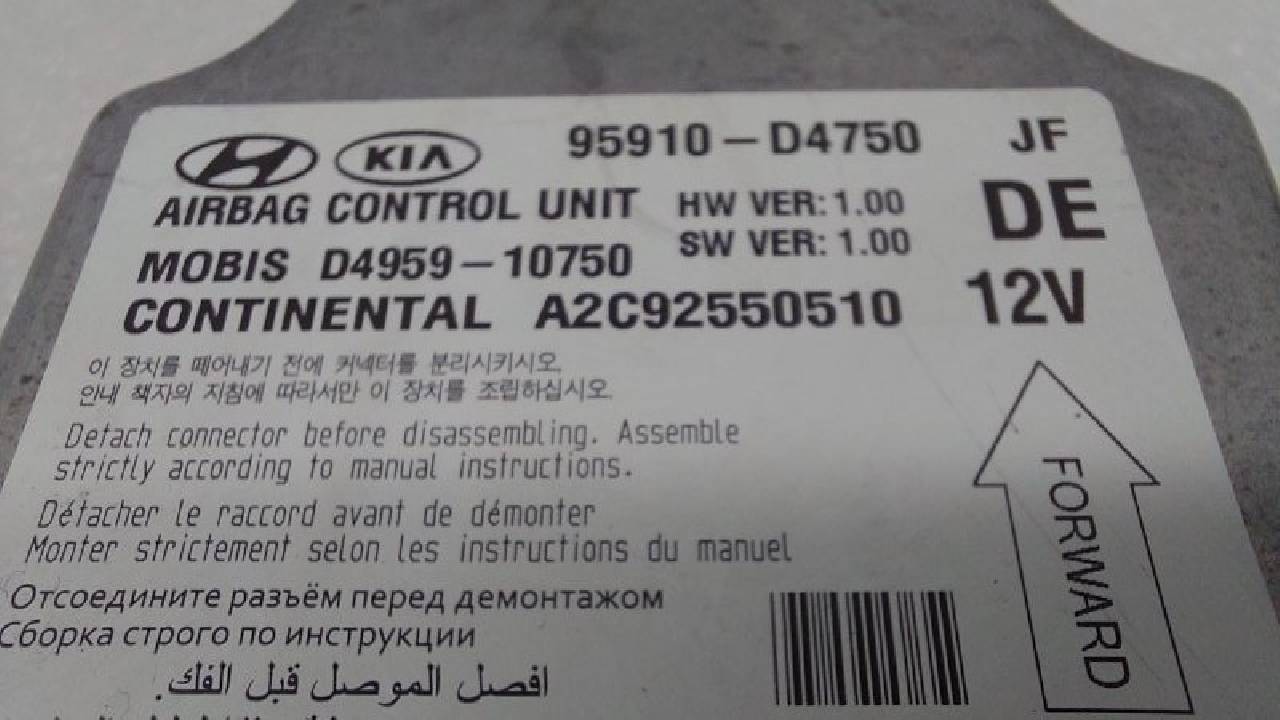 KIA 95910-D4750 JF
AIRBAG CONTROL UNIT HW VER: 1.00 DE
MOBIS D4959-10750 SW VER: 1.00
CONTINENTAL A2C92550510 12V
이 장치를 떼어내기 전에 커넥터를 분리시키시오.
안내 책자의 지침에 따라서만 이 장치를 조립하십시오.
Detach connector before disassembling. Assemble
strictly according to manual instructions.
Détacher le raccord avant de démonter
Monter strictement selon les instructions du manuel
FORWARD
Отсоедините разъём перед демонтажом
Сборка строго по инструкции
افصل الموصل قبل الفك.